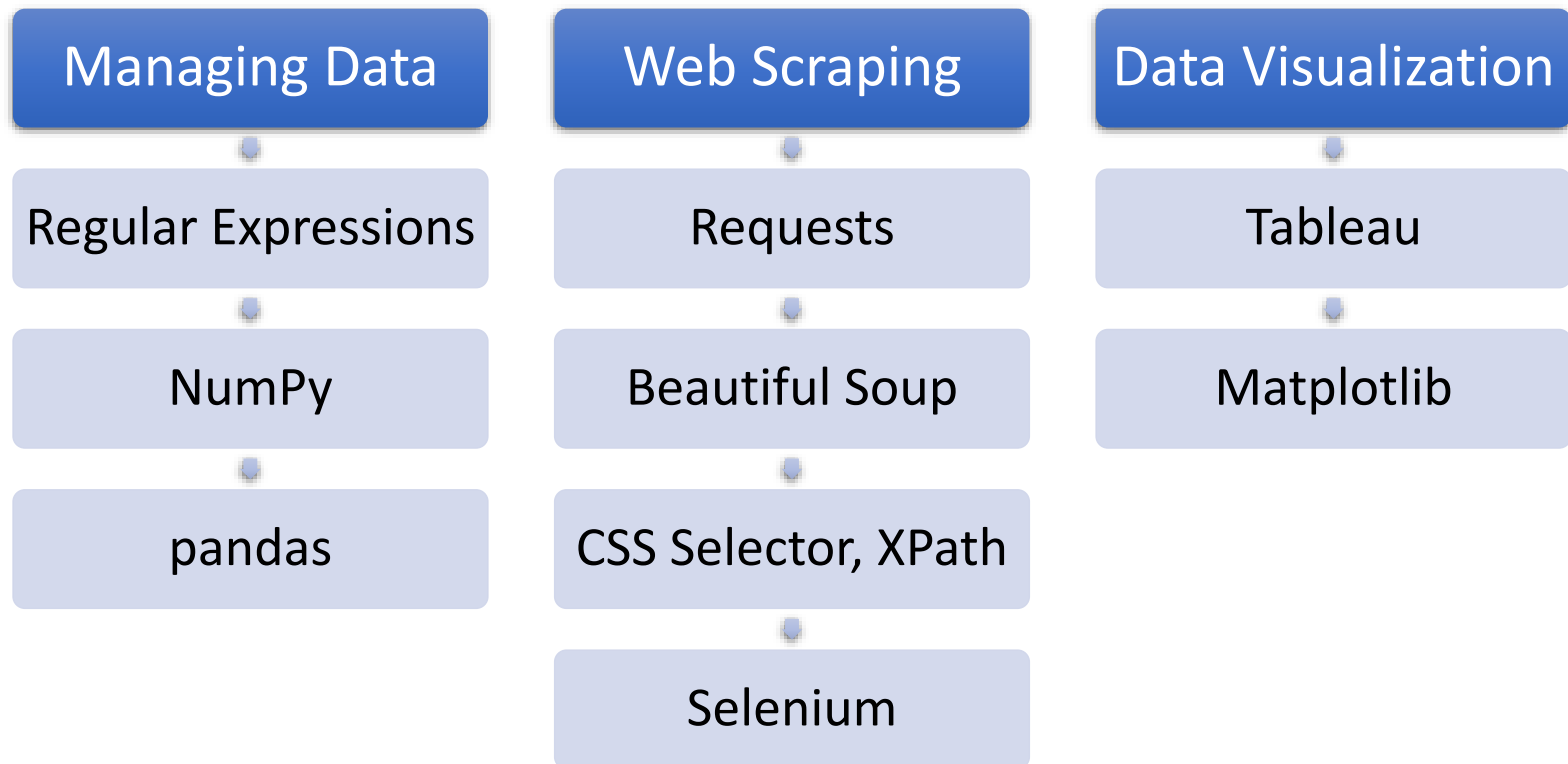 Managing Data
Regular Expressions
NumPy
pandas
Web Scraping
Requests
Beautiful Soup
CSS Selector, XPath
Selenium
Data Visualization
Tableau
Matplotlib